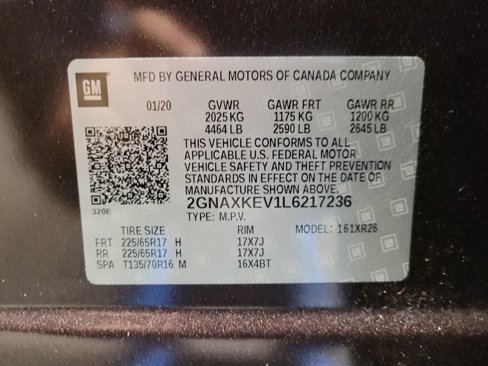 GM MFD BY GENERAL MOTORS OF CANADA COMPANY
01/20 GVWR GAWR FRT GAWR RR
2025 KG 1175 KG 1200 KG
4464 LB 2590 LB 2645 LB
THIS VEHICLE CONFORMS TO ALL
APPLICABLE U.S. FEDERAL MOTOR
VEHICLE SAFETY AND THEFT PREVENTION
STANDARDS IN EFFECT ON THE DATE OF
MANUFACTURE SHOWN ABOVE.
2GNAXKEV1L6217236
320E TYPE: M.P.V.
TIRE SIZE RIM MODEL: 161XR26
FRT 225/65R17 H 17X7J
RR 225/65R17 H 17X7J
SPA T135/70R16 M 16X4BT